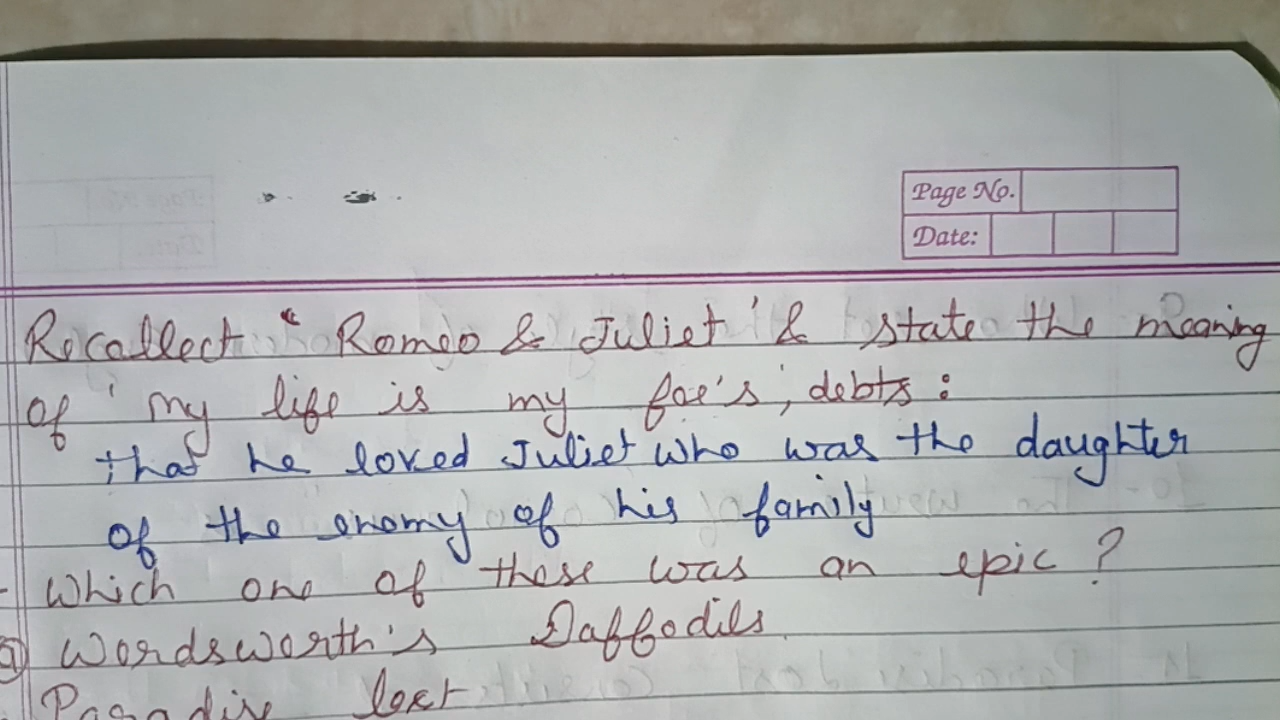 Page No.
Date:
Recollect “ Romeo & Juliet ' & state the meaning
of ' my life is my foe's ' debts :
that he loved Juliet who was the daughter
of the enemy of his family
- Which one of these was an epic ?
a) Wordsworth's Daffodils
Paradise lost